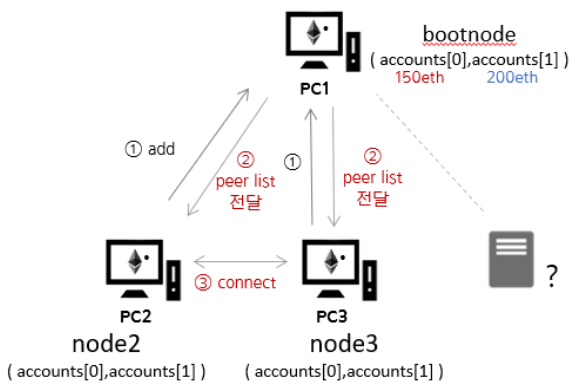 bootnode
( accounts[0],accounts[1] )
150eth 200eth
PC1
① add
②
peer list
전달
①
②
peer list
전달
③ connect
?
PC2
PC3
node2
node3
( accounts[0],accounts[1] )
( accounts[0],accounts[1] )